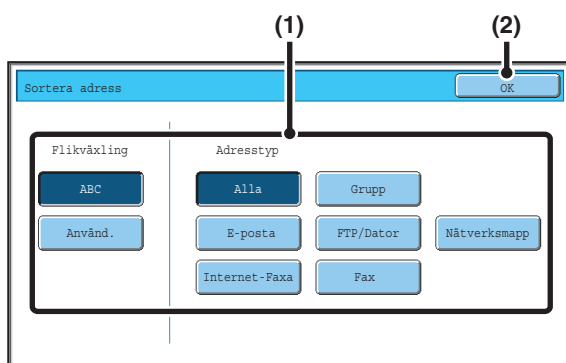 (1) (2)
Sortera adress OK
Flikväxling Adresstyp
ABC Alla Grupp
Använd. E-posta FTP/Dator Nätverksmapp
Internet-Faxa Fax